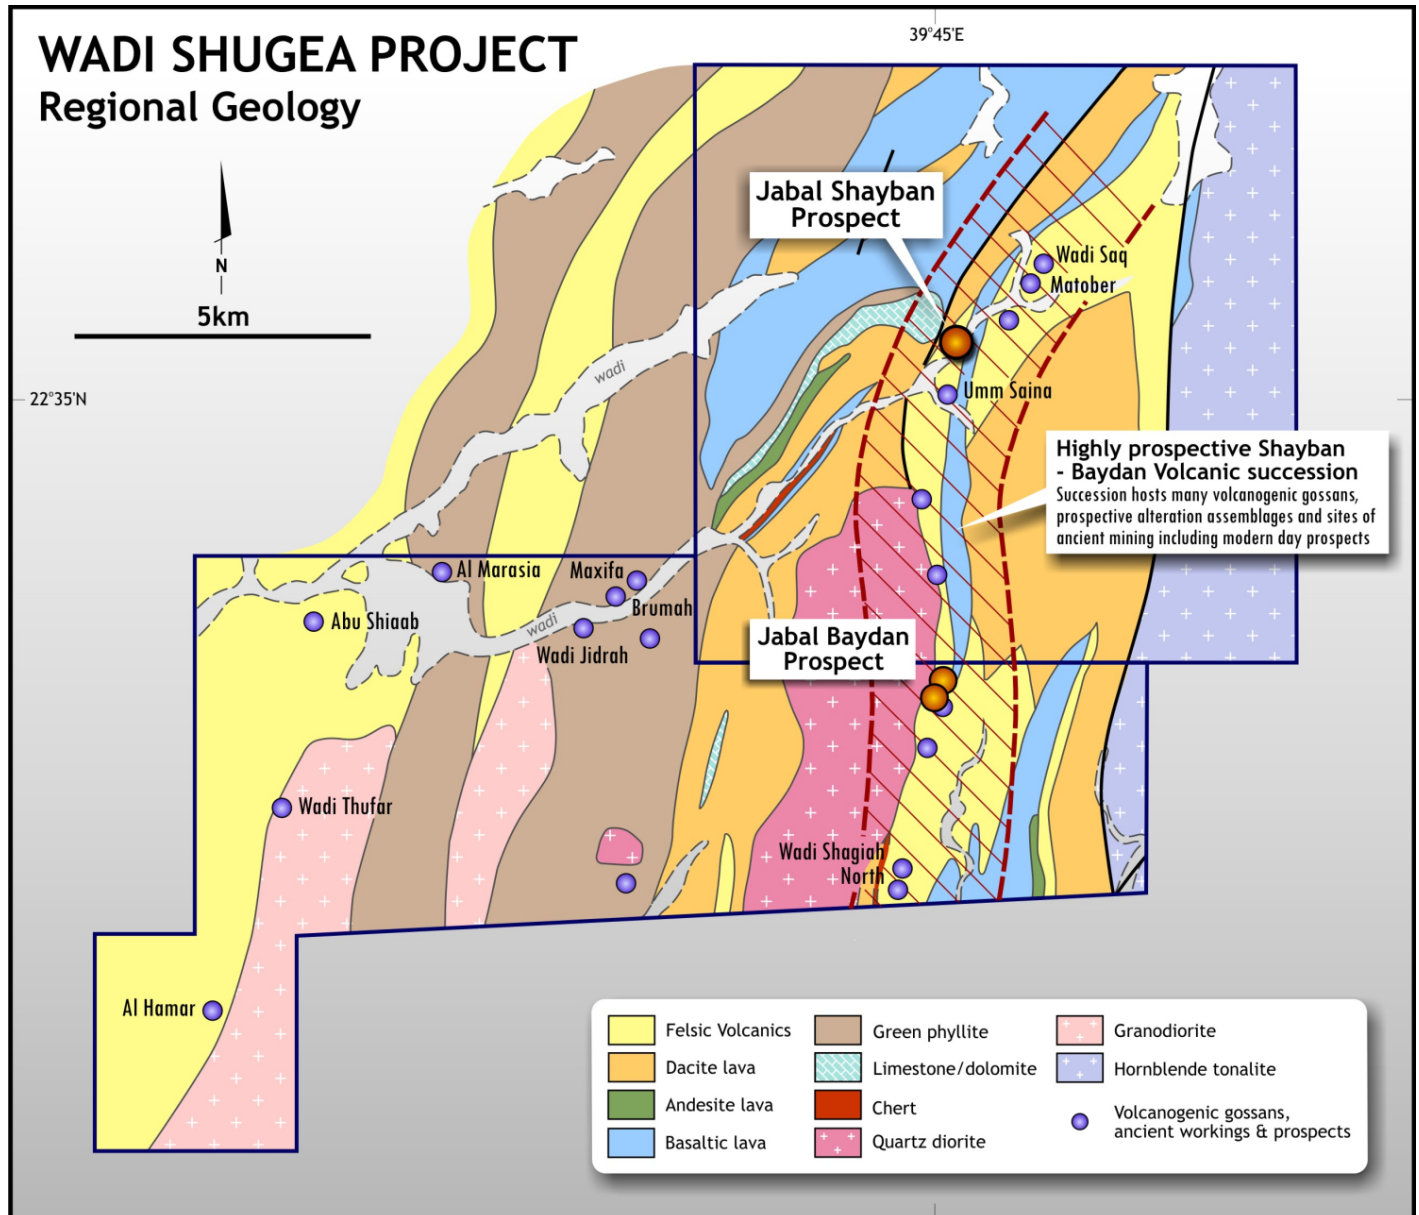 WADI SHUGEA PROJECT
Regional Geology
39°45'E
N
5km
22°35'N
Jabal Shayban
Prospect
Wadi Saq
Matober
wadi
Umm Saina
Highly prospective Shayban
- Baydan Volcanic succession
Succession hosts many volcanogenic gossans,
prospective alteration assemblages and sites of
ancient mining including modern day prospects
Al Marasia
Maxifa
Brumah
Abu Shiaab
wadi
Wadi Jidrah
Jabal Baydan
Prospect
Wadi Thufar
Wadi Shagiah
North
Al Hamar
Felsic Volcanics
Dacite lava
Andesite lava
Basaltic lava
Green phyllite
Limestone/dolomite
Chert
Quartz diorite
Granodiorite
Hornblende tonalite
Volcanogenic gossans,
ancient workings & prospects